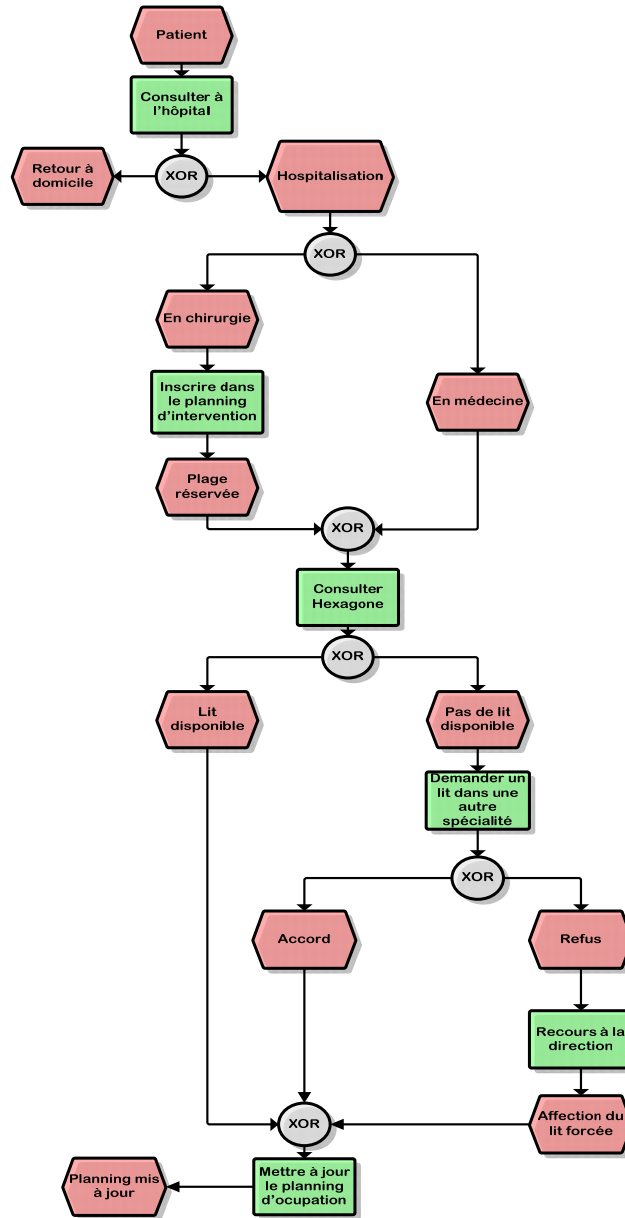 Patient
Consulter à
l'hôpital
Retour à
domicile
XOR
Hospitalisation
XOR
En chirurgie
Inscrire dans
le planning
d'intervention
En médecine
Plage
réservée
XOR
Consulter
Hexagone
XOR
Lit
disponible
Pas de lit
disponible
Demander un
lit dans une
autre
spécialité
XOR
Accord
Refus
Recours à la
direction
XOR
Affection du
lit forcée
Planning mis
à jour
Mettre à jour
le planning
d'ocupation